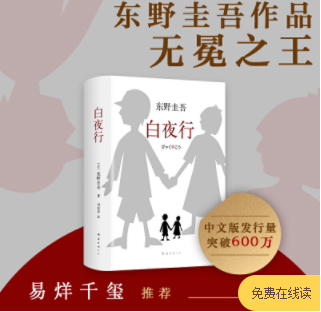 东野圭吾作品
无冕之王
东野圭吾
白夜行
中文版发行量
突破600万
易烊千玺 推荐
免费在线读